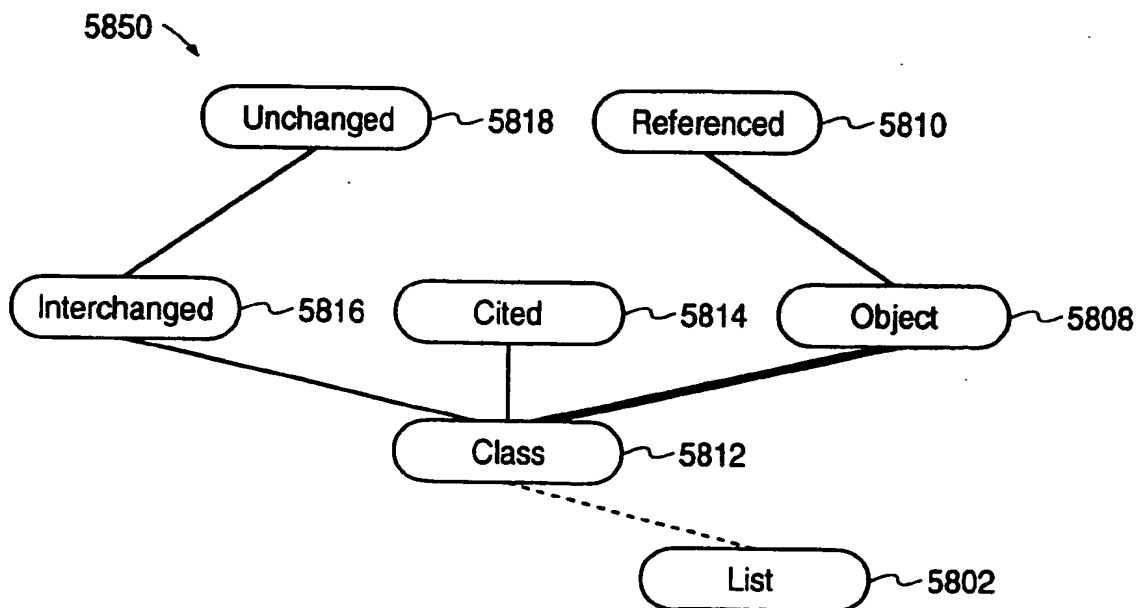 5850
Unchanged 5818
Referenced 5810
Interchanged 5816
Cited 5814
Object 5808
Class 5812
List 5802